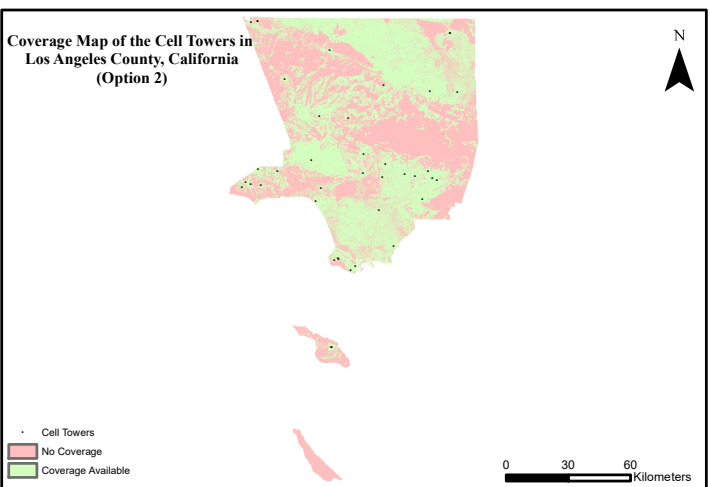 Coverage Map of the Cell Towers in
Los Angeles County, California
(Option 2)
N
Cell Towers
No Coverage
Coverage Available
0 30 60
Kilometers